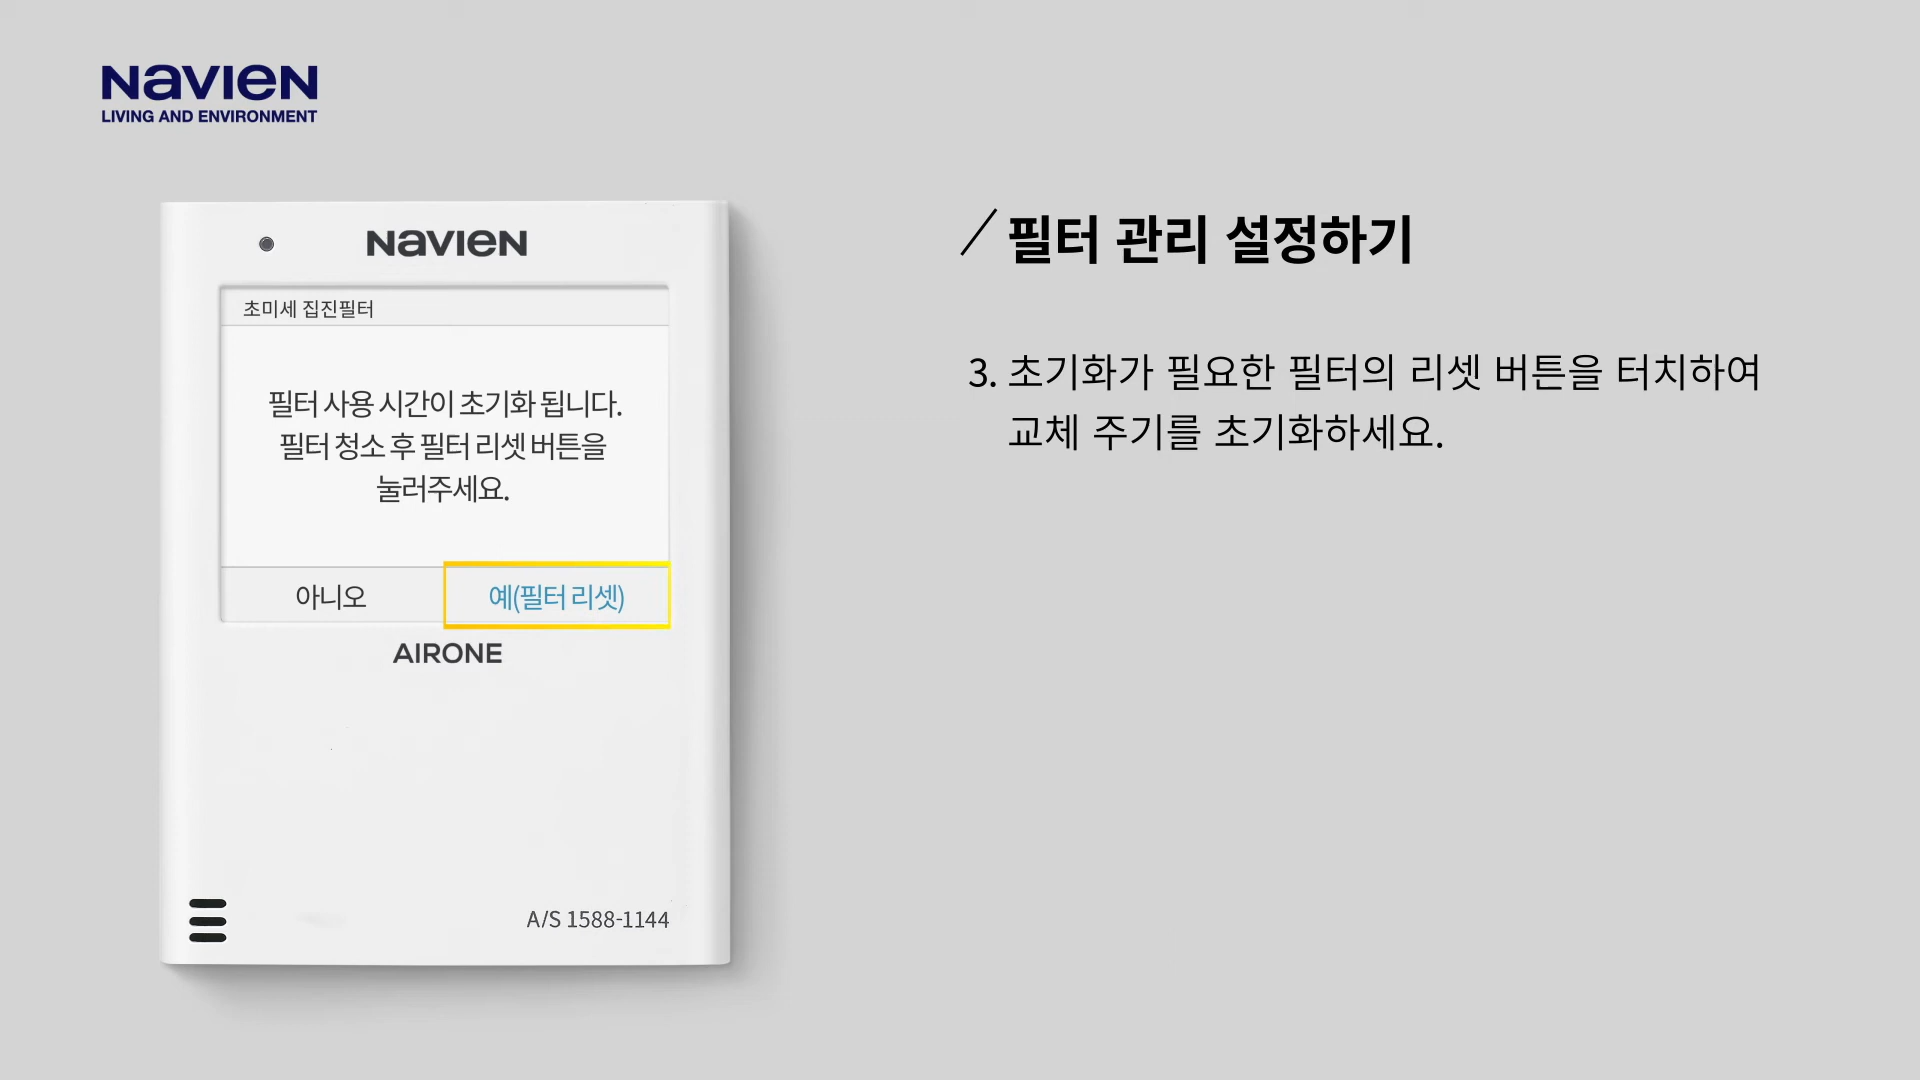 NAVIEN
LIVING AND ENVIRONMENT
NAVIEN
초미세 집진필터
필터 사용 시간이 초기화 됩니다.
필터 청소 후 필터 리셋 버튼을
눌러주세요.
아니오
예(필터 리셋)
AIRONE
A/S 1588-1144
필터 관리 설정하기
3. 초기화가 필요한 필터의 리셋 버튼을 터치하여
교체 주기를 초기화하세요.